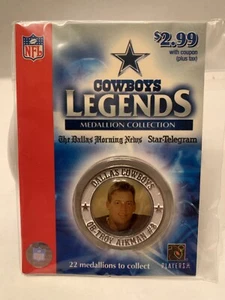 NFL
$2.99
with coupon
(plus tax)
COWBOYS
LEGENDS
MEDALLION COLLECTION
The Dallas Morning News Star-Telegram
DALLAS COWBOYS
QB-TROY AIKMAN #8
22 medallions to collect
PLAYERS